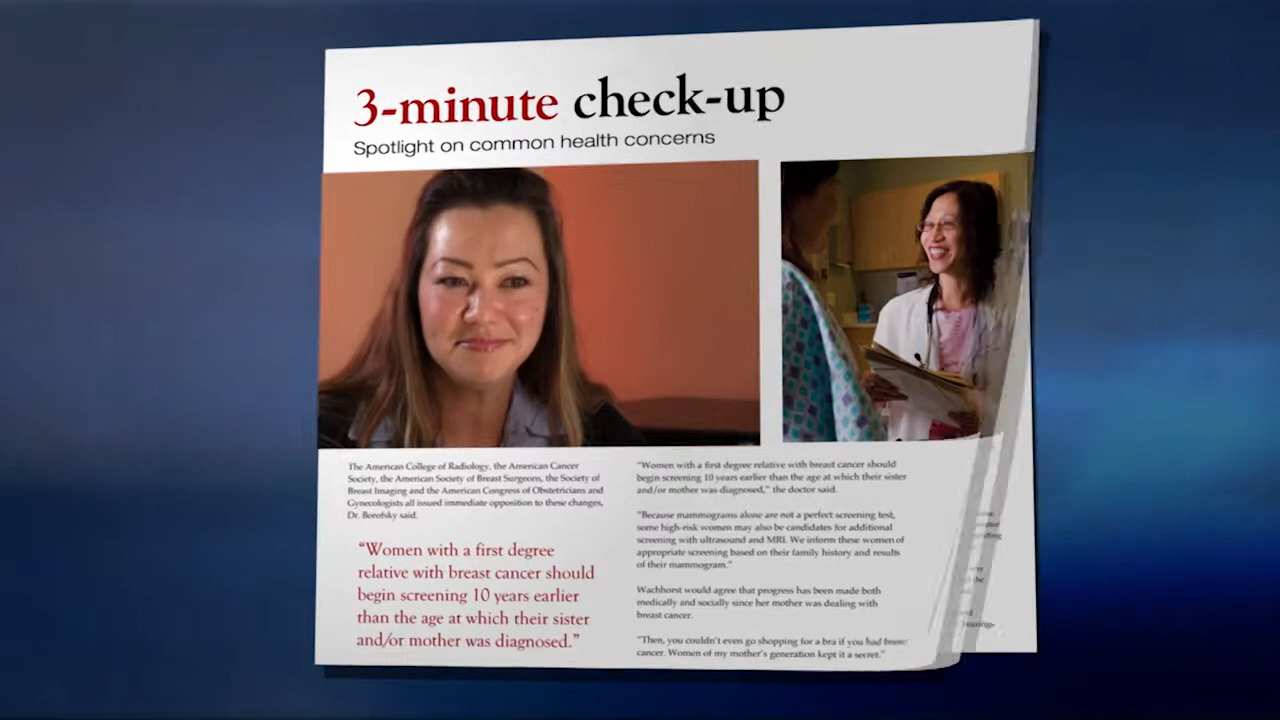 3-minute check-up
Spotlight on common health concerns
The American College of Radiology, the American Cancer
Society, the American Society of Breast Surgeons, the Society of
Breast Imaging and the American Congress of Obstetricians and
Gynecologists all issued immediate opposition to these changes,
Dr. Borofsky said.
“Women with a first degree
relative with breast cancer should
begin screening 10 years earlier
than the age at which their sister
and/or mother was diagnosed.”
“Women with a first degree relative with breast cancer should
begin screening 10 years earlier than the age at which their sister
and/or mother was diagnosed,” the doctor said.
“Because mammograms alone are not a perfect screening test,
some high-risk women may also be candidates for additional
screening with ultrasound and MRI. We inform these women of
appropriate screening based on their family history and results
of their mammogram.”
Wachhorst would agree that progress has been made both
medically and socially since her mother was dealing with
breast cancer.
“Then, you couldn’t even go shopping for a bra if you had been
cancer. Women of my mother’s generation kept it a secret.”